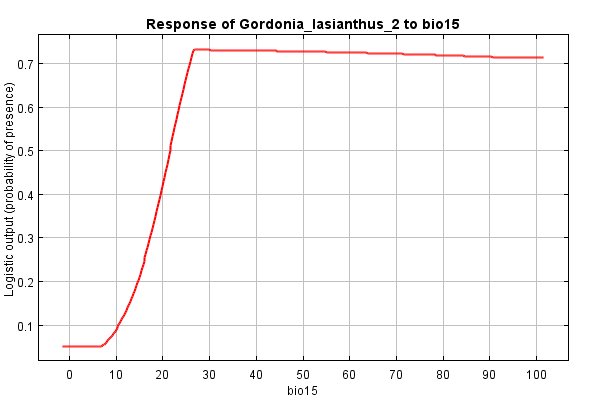 Response of Gordonia_lasianthus_2 to bio15
Logistic output (probability of presence)
0.7
0.6
0.5
0.4
0.3
0.2
0.1
0 10 20 30 40 50 60 70 80 90 100
bio15